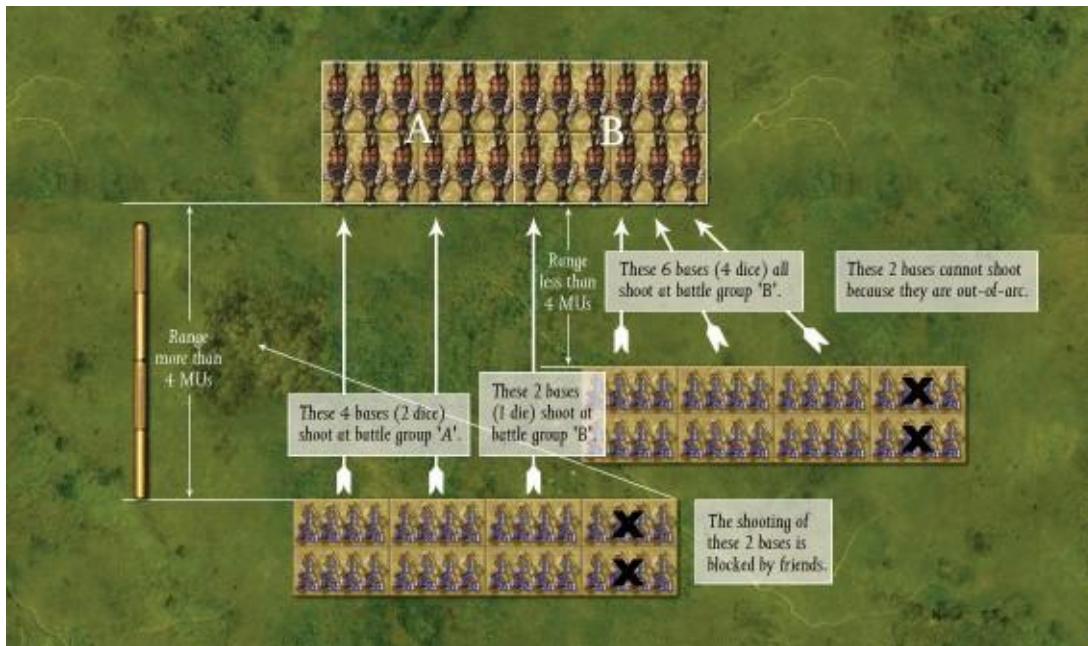 A
B
Range
more than
4 MUs
Range
less than
4 MUs
These 6 bases (4 dice) all
shoot at battle group 'B'.
These 2 bases cannot shoot
because they are out-of-arc.
These 4 bases (2 dice)
shoot at battle group 'A'.
These 2 bases
(1 die) shoot at
battle group 'B'.
The shooting of
these 2 bases is
blocked by friends.